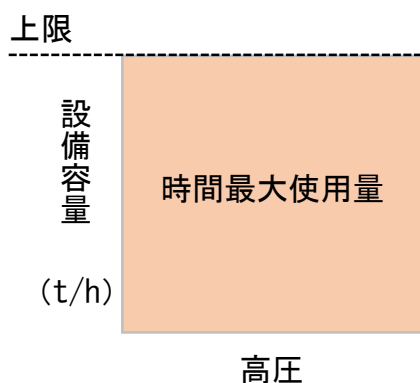 上限
設備容量
(t/h)
時間最大使用量
高圧